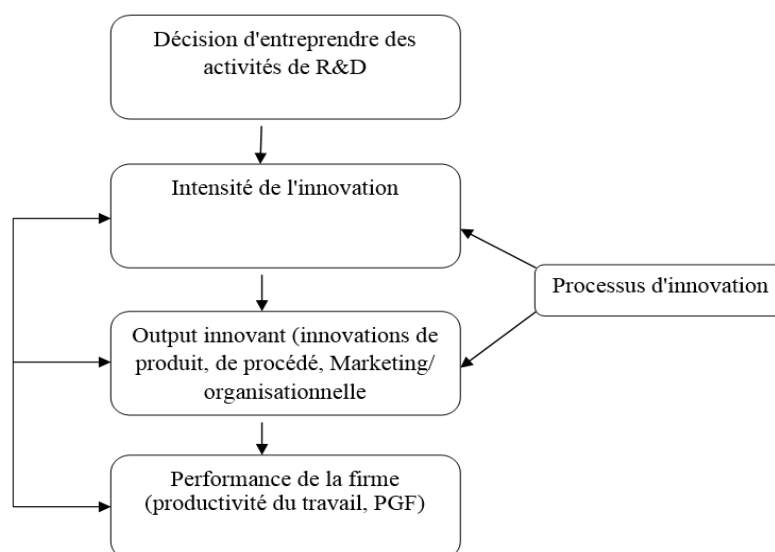 Décision d'entreprendre des
activités de R&D
Intensité de l'innovation
Processus d'innovation
Output innovant (innovations de
produit, de procédé, Marketing/
organisationnelle
Performance de la firme
(productivité du travail, PGF)